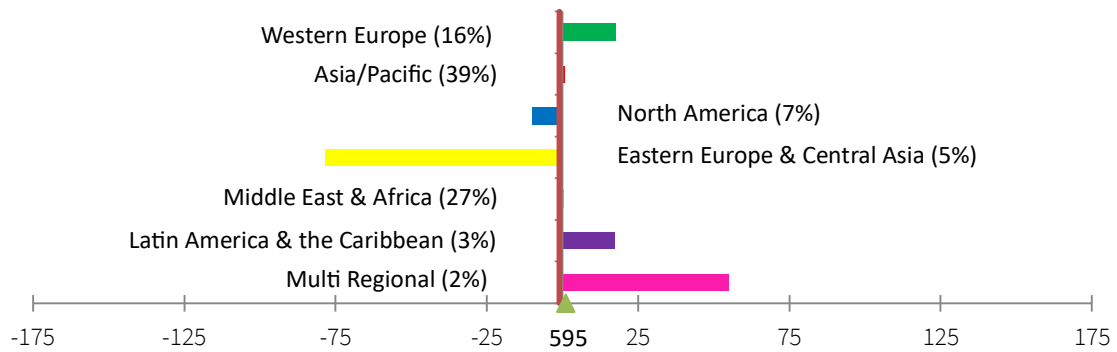 Western Europe (16%)
Asia/Pacific (39%)
North America (7%)
Eastern Europe & Central Asia (5%)
Middle East & Africa (27%)
Latin America & the Caribbean (3%)
Multi Regional (2%)
-175 -125 -75 -25 595 25 75 125 175